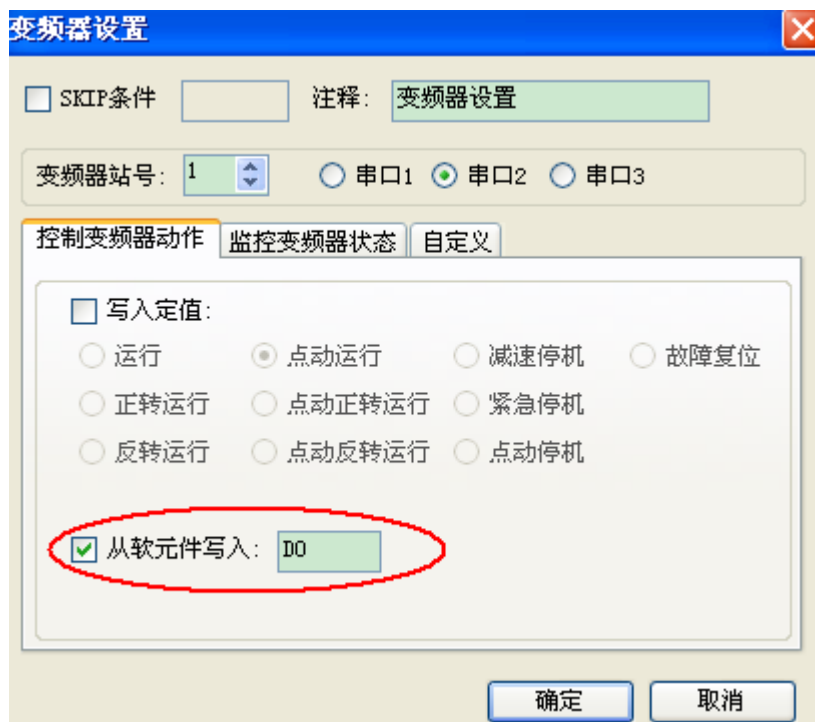 变频器设置
SKIP条件 注释: 变频器设置
变频器站号: 1 串口1 串口2 串口3
控制变频器动作 监控变频器状态 自定义
写入定值:
运行 点动运行 减速停机 故障复位
正转运行 点动正转运行 紧急停机
反转运行 点动反转运行 点动停机
从软元件写入: D0
确定 取消